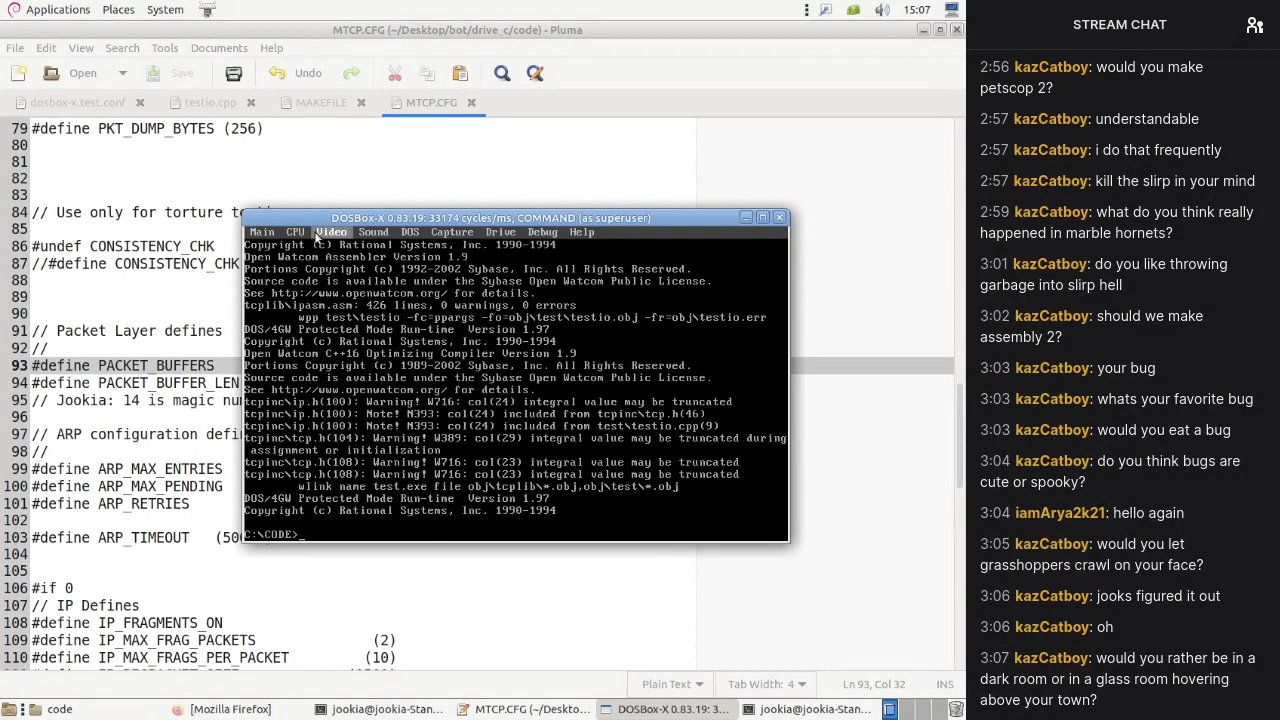 Applications Places System 15:07
MTCP.CFG (~/Desktop/bot/drive_c/code) - Pluma
File Edit View Search Tools Documents Help
Open Save Undo
dosbox-x.test.conf testio.cpp MAKEFILE MTCP.CFG
79 #define PKT_DUMP_BYTES (256)
80
81
82
83
84 // Use only for torture te
85
86 #undef CONSISTENCY_CHK
87 //#define CONSISTENCY_CHK
88
89
90
91 // Packet Layer defines
92 //
93 #define PACKET_BUFFERS
94 #define PACKET_BUFFER_LEN
95 // Jookia: 14 is magic nu
96
97 // ARP configuration defi
98 //
99 #define ARP_MAX_ENTRIES
100 #define ARP_MAX_PENDING
101 #define ARP_RETRIES
102
103 #define ARP_TIMEOUT (50
104
105
106 #if 0
107 // IP Defines
108 #define IP_FRAGMENTS_ON
109 #define IP_MAX_FRAG_PACKETS (2)
110 #define IP_MAX_FRAGS_PER_PACKET (10)
DOSBox-X 0.83.19: 33174 cycles/ms, COMMAND (as superuser)
Main CPU Video Sound DOS Capture Drive Debug Help
Copyright (c) Rational Systems, Inc. 1990-1994
Open Watcom Assembler Version 1.9
Portions Copyright (c) 1992-2002 Sybase, Inc. All Rights Reserved.
Source code is available under the Sybase Open Watcom Public License.
See http://www.openwatcom.org/ for details.
tcplib\ipasm.asm: 426 lines, 0 warnings, 0 errors
wpp test\testio -fc=ppargs -fo=obj\test\testio.obj -fr=obj\testio.err
DOS/4GW Protected Mode Run-time Version 1.97
Copyright (c) Rational Systems, Inc. 1990-1994
Open Watcom C++16 Optimizing Compiler Version 1.9
Portions Copyright (c) 1989-2002 Sybase, Inc. All Rights Reserved.
Source code is available under the Sybase Open Watcom Public License.
See http://www.openwatcom.org/ for details.
tcpinc\ip.h(100): Warning! W716: col(24) integral value may be truncated
tcpinc\ip.h(100): Note! N393: col(24) included from tcpinc\tcp.h(46)
tcpinc\ip.h(100): Note! N393: col(24) included from test\testio.cpp(9)
tcpinc\tcp.h(104): Warning! W389: col(29) integral value may be truncated during
assignment or initialization
tcpinc\tcp.h(108): Warning! W716: col(23) integral value may be truncated
tcpinc\tcp.h(108): Warning! W716: col(23) integral value may be truncated
wlink name test.exe file obj\tcplib\*.obj,obj\test\*.obj
DOS/4GW Protected Mode Run-time Version 1.97
Copyright (c) Rational Systems, Inc. 1990-1994
C:\CODE>_
Plain Text Tab Width: 4 Ln 93, Col 32 INS
code [Mozilla Firefox] jookia@jookia-Stan... MTCP.CFG (~/Deskto... DOSBox-X 0.83.19: 3... jookia@jookia-Stan...
STREAM CHAT
2:56 kazCatboy: would you make
petscop 2?
2:57 kazCatboy: understandable
2:57 kazCatboy: i do that frequently
2:57 kazCatboy: kill the slirp in your mind
2:59 kazCatboy: what do you think really
happened in marble hornets?
3:01 kazCatboy: do you like throwing
garbage into slirp hell
3:02 kazCatboy: should we make
assembly 2?
3:03 kazCatboy: your bug
3:03 kazCatboy: whats your favorite bug
3:03 kazCatboy: would you eat a bug
3:04 kazCatboy: do you think bugs are
cute or spooky?
3:04 iamArya2k21: hello again
3:05 kazCatboy: would you let
grasshoppers crawl on your face?
3:06 kazCatboy: jooks figured it out
3:06 kazCatboy: oh
3:07 kazCatboy: would you rather be in a
dark room or in a glass room hovering
above your town?